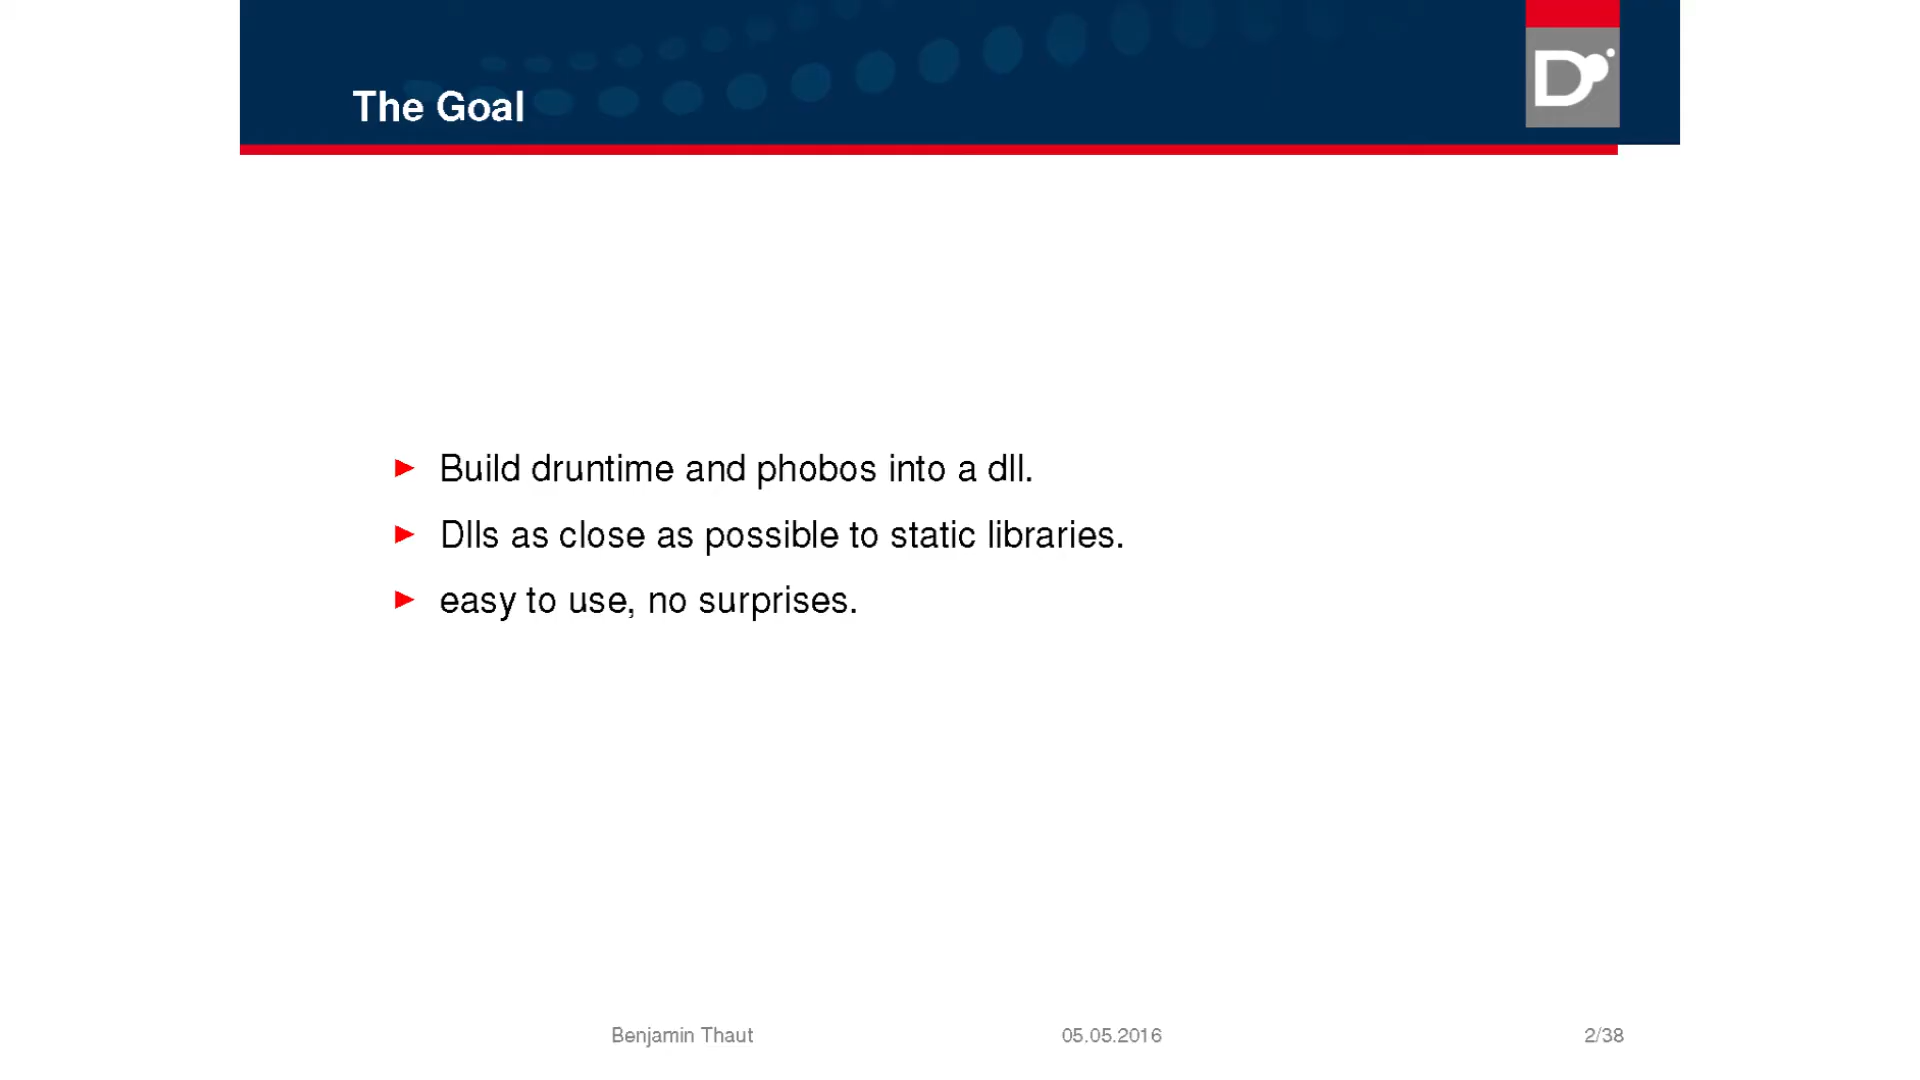 The Goal
Build druntime and phobos into a dll.
Dlls as close as possible to static libraries.
easy to use, no surprises.
Benjamin Thaut 05.05.2016 2/38